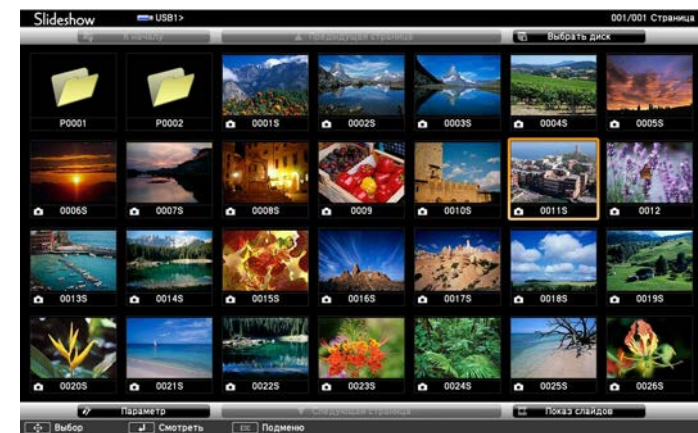 Slideshow USB1> 001/001 Страница
К началу Предыдущая страница Выбрать диск
P0001 P0002 0001S 0002S 0003S 0004S 0005S
0006S 0007S 0008S 0009 0010S 0011S 0012
0013S 0014S 0015S 0016S 0017S 0018S 0019S
0020S 0021S 0022S 0023S 0024S 0025S 0026S
Параметр Следующая страница Показ слайдов
Выбор Смотреть Esc Подменю